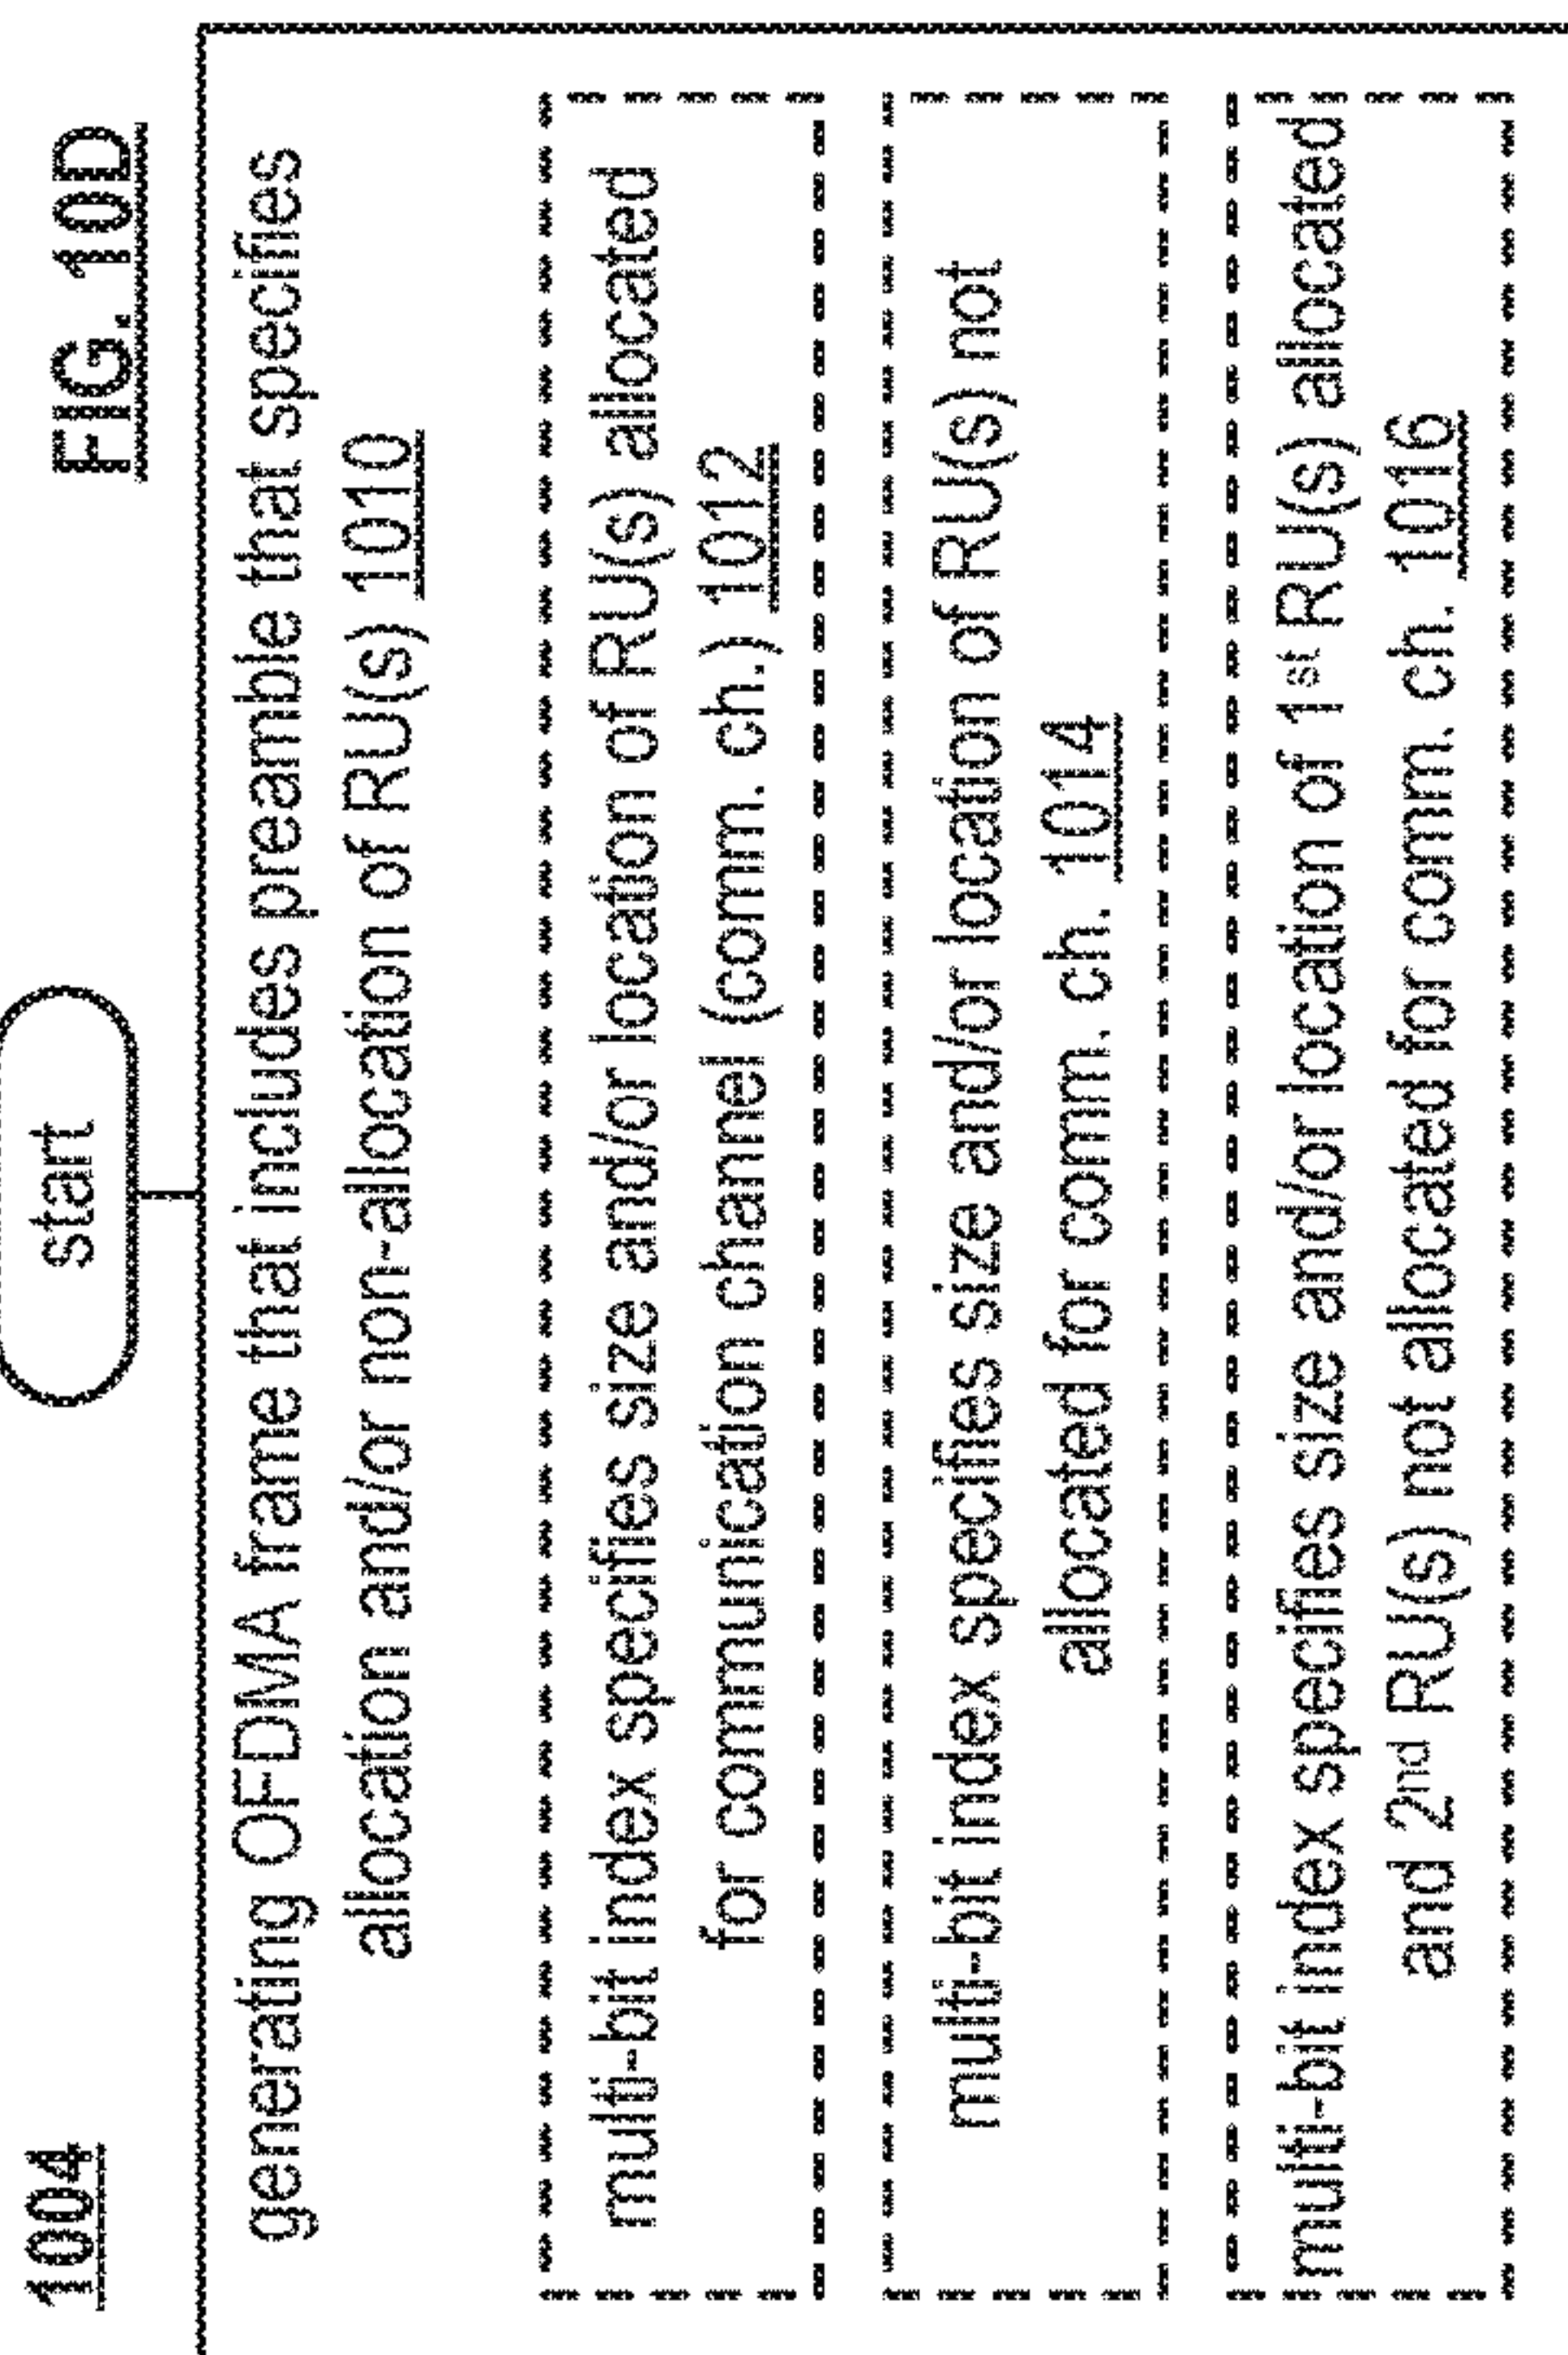 1004
FIG. 10D
start
generating OFDMA frame that includes preamble that specifies
allocation and/or non-allocation of RU(s) 1010
multi-bit index specifies size and/or location of RU(s) allocated
for communication channel (comm. ch.) 1012
multi-bit index specifies size and/or location of RU(s) not
allocated for comm. ch. 1014
multi-bit index specifies size and/or location of 1st RU(s) allocated
and 2nd RU(s) not allocated for comm. ch. 1016